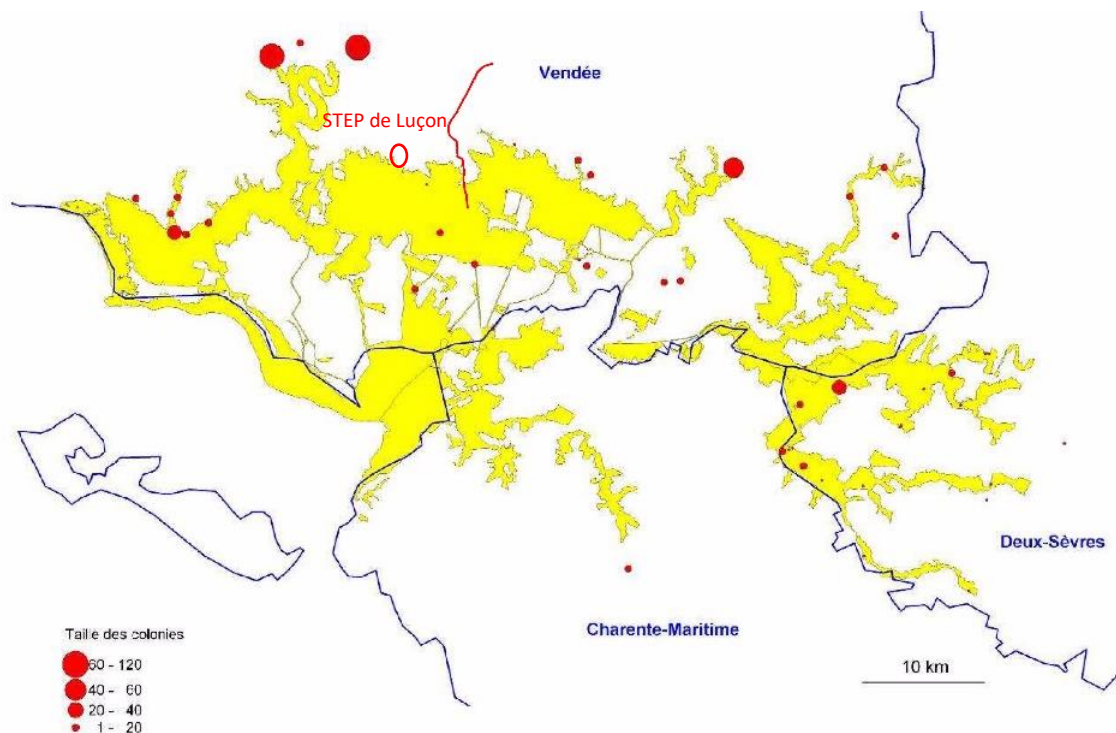 Vendée
STEP de Luçon
Deux-Sèvres
Charente-Maritime
10 km
Taille des colonies
60 - 120
40 - 60
20 - 40
1 - 20